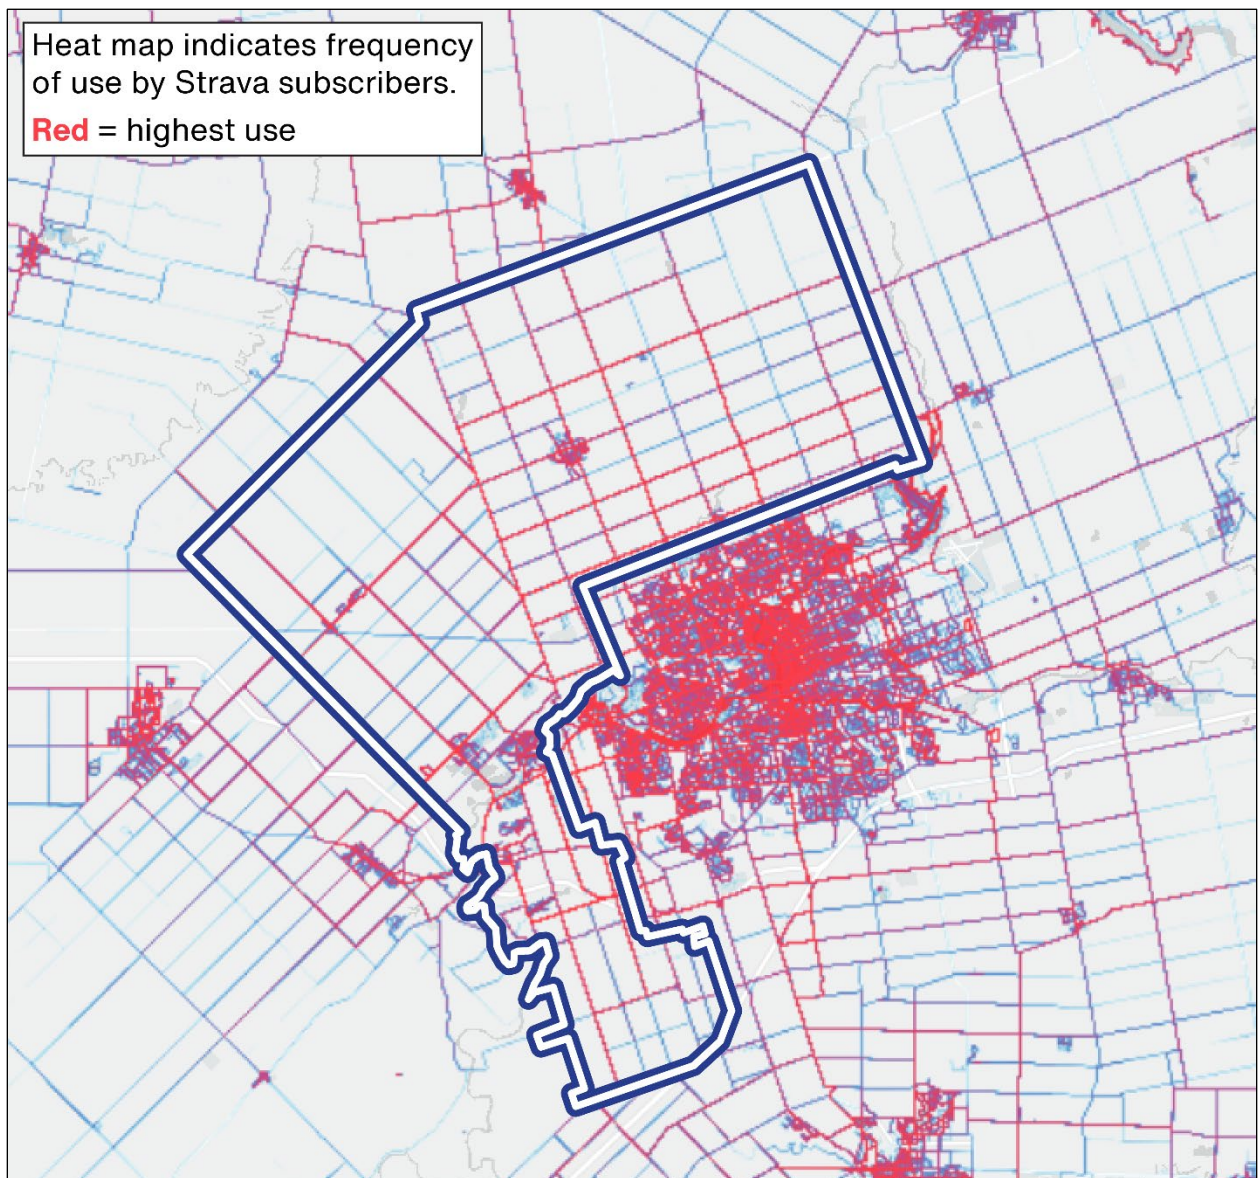 Heat map indicates frequency
of use by Strava subscribers.
Red = highest use